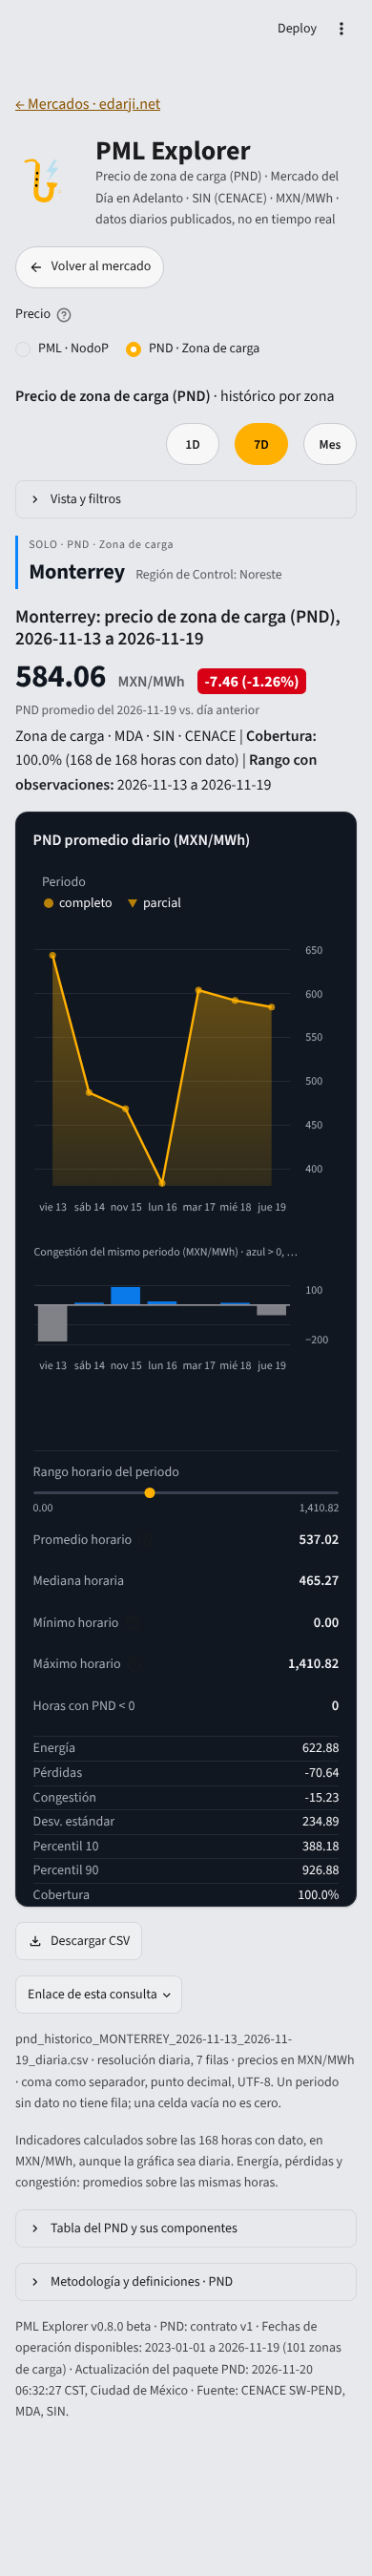 Deploy
← Mercados · edarji.net
PML Explorer
Precio de zona de carga (PND) · Mercado del
Día en Adelanto · SIN (CENACE) · MXN/MWh ·
datos diarios publicados, no en tiempo real
← Volver al mercado
Precio ?
PML · NodoP PND · Zona de carga
Precio de zona de carga (PND) · histórico por zona
1D 7D Mes
Vista y filtros
SOLO · PND · Zona de carga
Monterrey Región de Control: Noreste
Monterrey: precio de zona de carga (PND),
2026-11-13 a 2026-11-19
584.06 MXN/MWh -7.46 (-1.26%)
PND promedio del 2026-11-19 vs. día anterior
Zona de carga · MDA · SIN · CENACE | Cobertura:
100.0% (168 de 168 horas con dato) | Rango con
observaciones: 2026-11-13 a 2026-11-19
PND promedio diario (MXN/MWh)
Periodo
completo parcial
650
600
550
500
450
400
vie 13 sáb 14 nov 15 lun 16 mar 17 mié 18 jue 19
Congestión del mismo periodo (MXN/MWh) · azul > 0, …
100
−200
vie 13 sáb 14 nov 15 lun 16 mar 17 mié 18 jue 19
Rango horario del periodo
0.00 1,410.82
Promedio horario 537.02
Mediana horaria 465.27
Mínimo horario 0.00
Máximo horario 1,410.82
Horas con PND < 0 0
Energía 622.88
Pérdidas -70.64
Congestión -15.23
Desv. estándar 234.89
Percentil 10 388.18
Percentil 90 926.88
Cobertura 100.0%
Descargar CSV
Enlace de esta consulta
pnd_historico_MONTERREY_2026-11-13_2026-11-
19_diaria.csv · resolución diaria, 7 filas · precios en MXN/MWh
· coma como separador, punto decimal, UTF-8. Un periodo
sin dato no tiene fila; una celda vacía no es cero.
Indicadores calculados sobre las 168 horas con dato, en
MXN/MWh, aunque la gráfica sea diaria. Energía, pérdidas y
congestión: promedios sobre las mismas horas.
Tabla del PND y sus componentes
Metodología y definiciones · PND
PML Explorer v0.8.0 beta · PND: contrato v1 · Fechas de
operación disponibles: 2023-01-01 a 2026-11-19 (101 zonas
de carga) · Actualización del paquete PND: 2026-11-20
06:32:27 CST, Ciudad de México · Fuente: CENACE SW-PEND,
MDA, SIN.